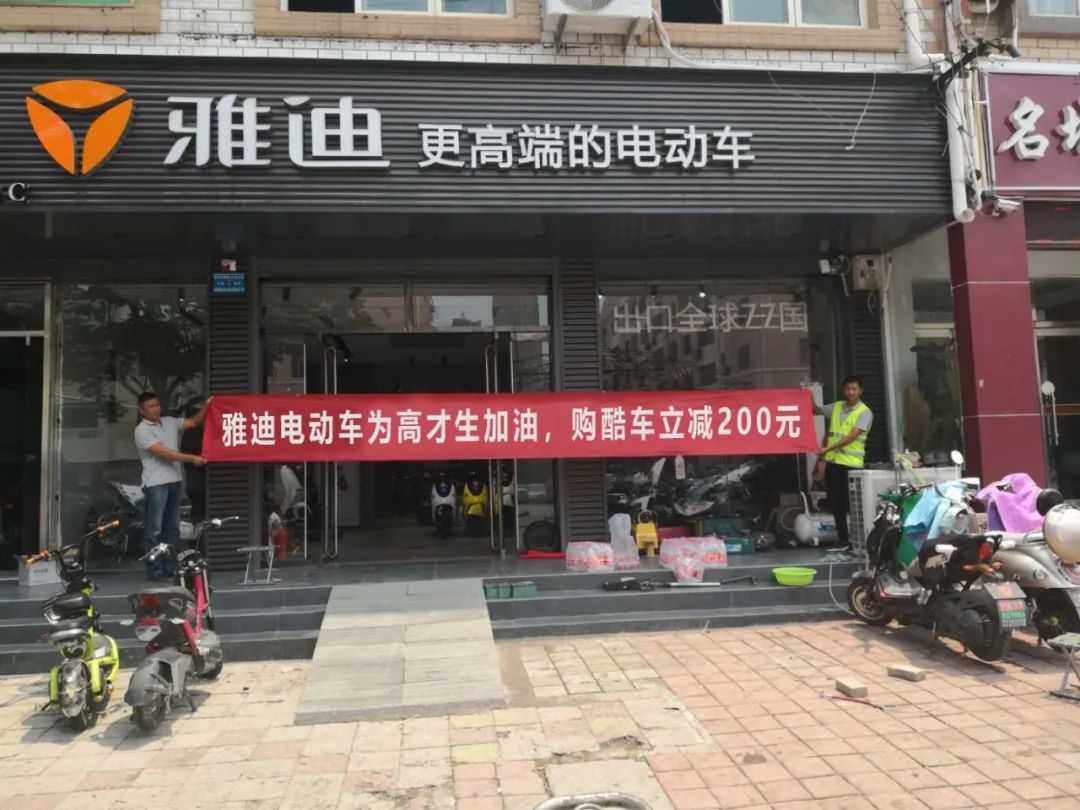 雅迪 更高端的电动车
C
名
出口全球77国
雅迪电动车为高才生加油，购酷车立减200元